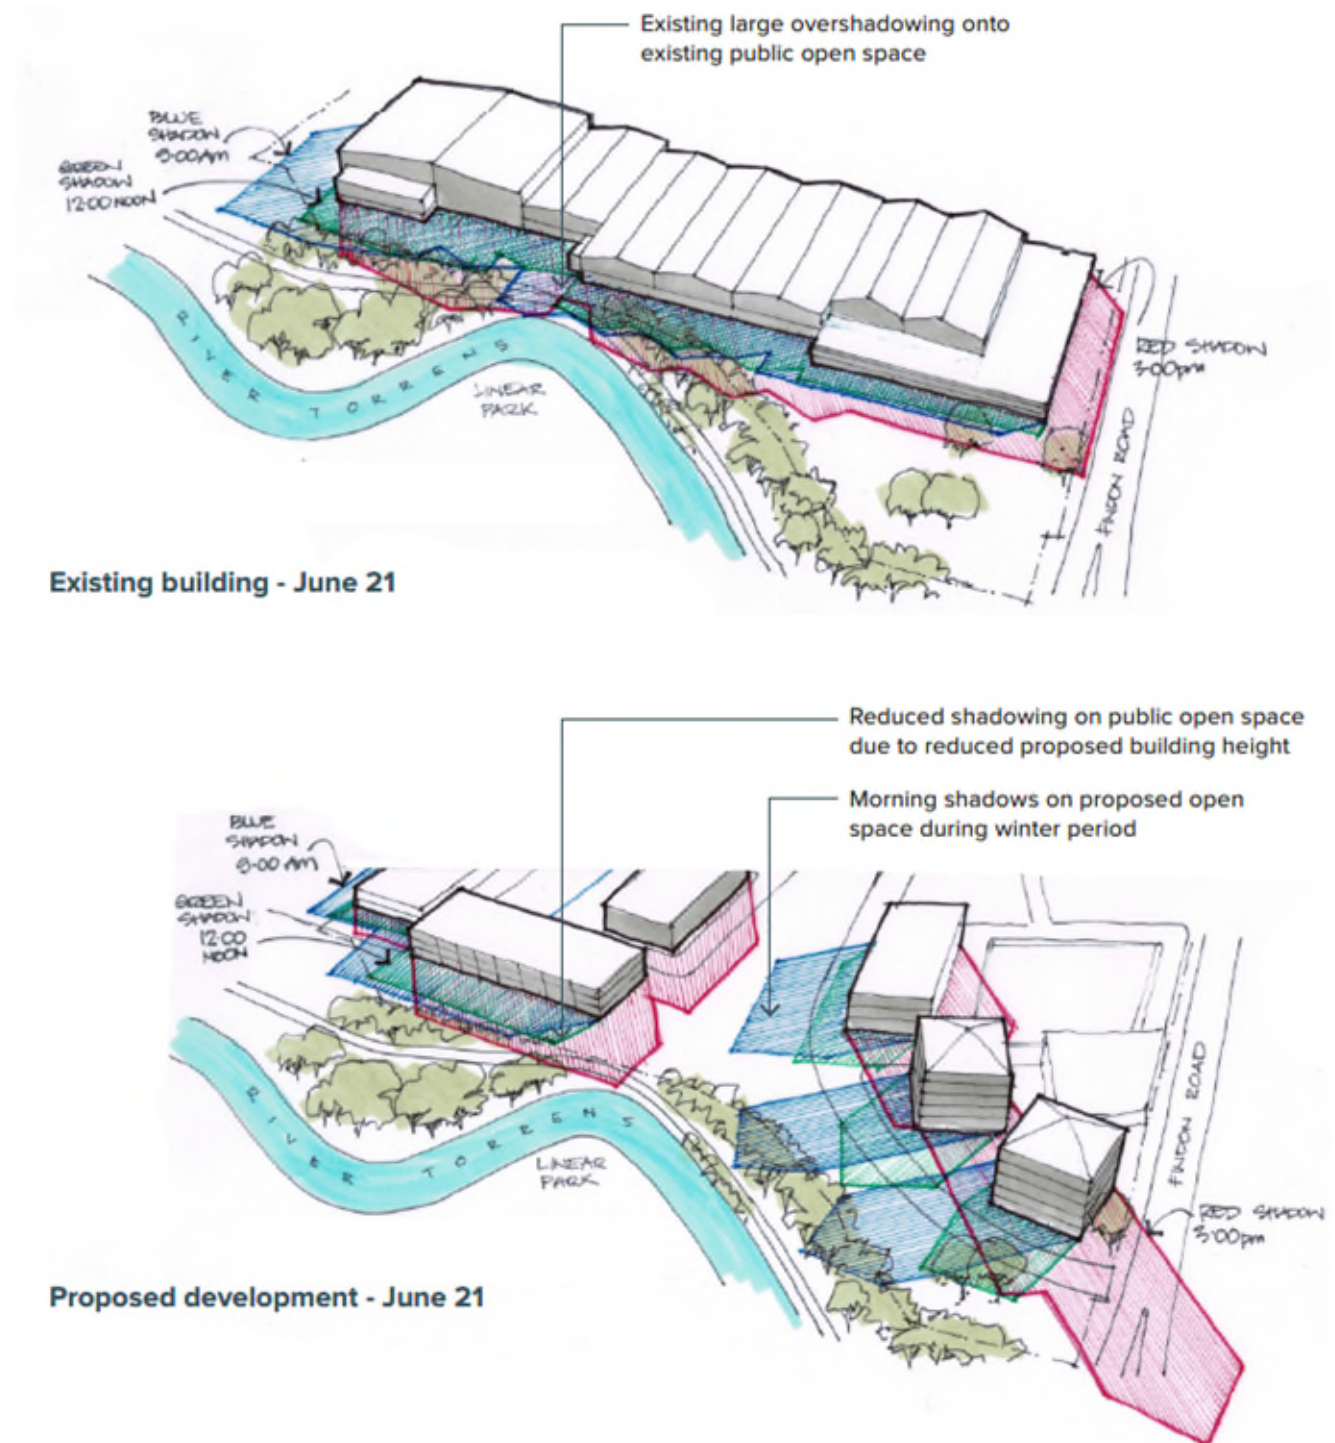 Existing large overshadowing onto
existing public open space
BLUE
SHADOW
9:00 AM
GREEN
SHADOW
12:00 NOON
RIVER TORRENS
LINEAR
PARK
RED SHADOW
3:00pm
FINDON ROAD
Existing building - June 21
Reduced shadowing on public open space
due to reduced proposed building height
Morning shadows on proposed open
space during winter period
BLUE
SHADOW
9:00 AM
GREEN
SHADOW
12:00
NOON
RIVER TORRENS
LINEAR
PARK
FINDON ROAD
RED SHADOW
3:00pm
Proposed development - June 21